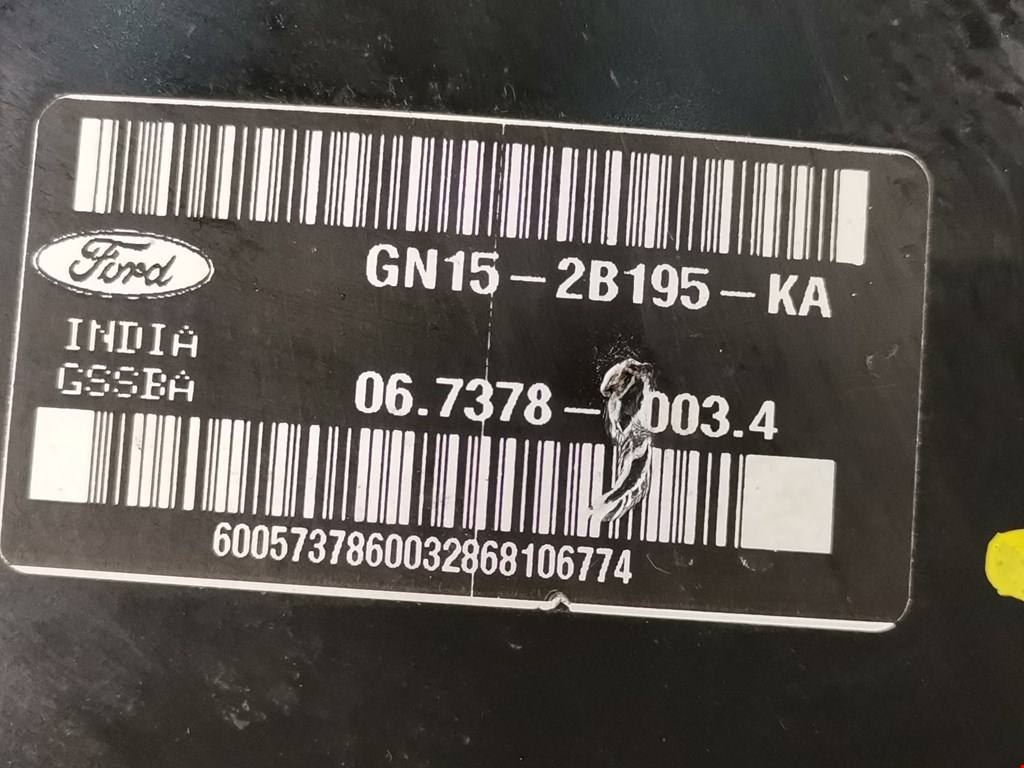 Ford
GN15-2B195-KA
INDIA
GSSBA
06.7378- 003.4
6005737860032868106774